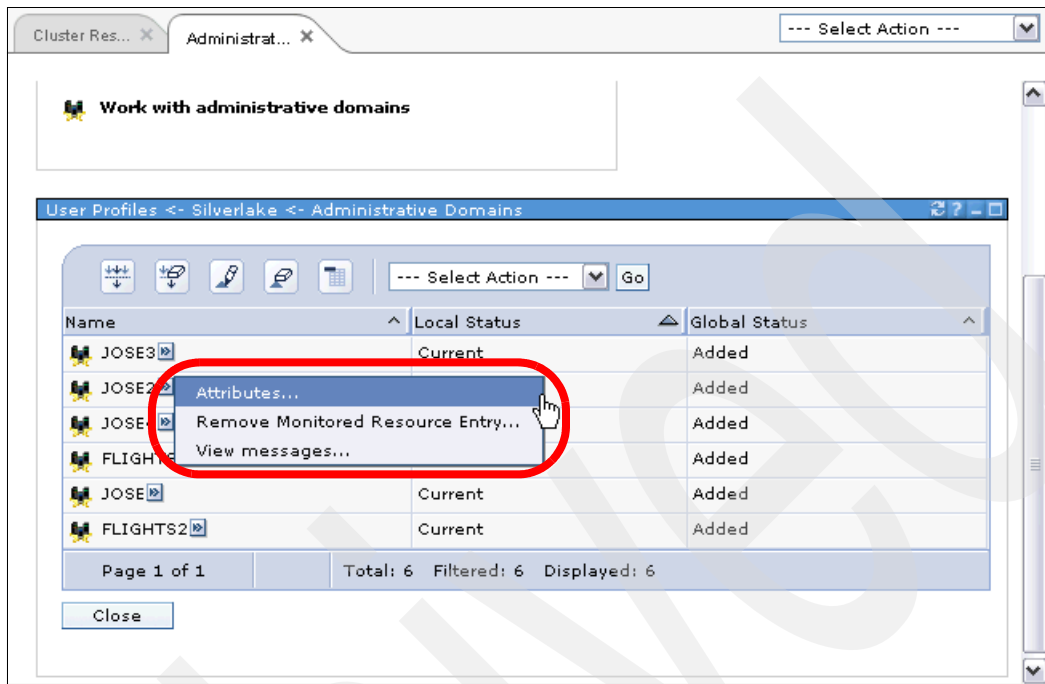 Cluster Res... Administrat... --- Select Action ---
Work with administrative domains
User Profiles <- Silverlake <- Administrative Domains
--- Select Action --- Go
Name Local Status Global Status
JOSE3 Current Added
JOSE2 Added
Attributes...
JOSE Added
Remove Monitored Resource Entry...
FLIGHTS Added
View messages...
JOSE Current Added
FLIGHTS2 Current Added
Page 1 of 1 Total: 6 Filtered: 6 Displayed: 6
Close